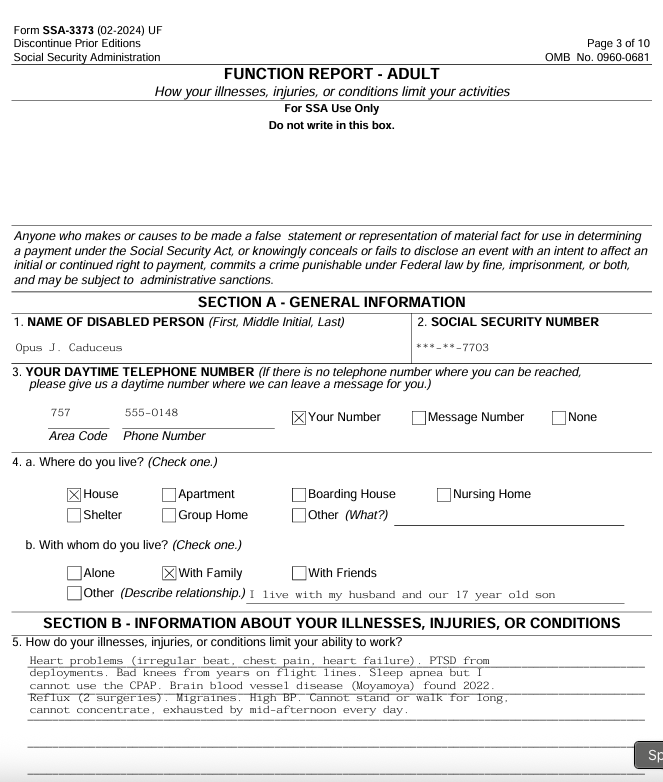 Form SSA-3373 (02-2024) UF
Discontinue Prior Editions
Social Security Administration
Page 3 of 10
OMB No. 0960-0681
FUNCTION REPORT - ADULT
How your illnesses, injuries, or conditions limit your activities
For SSA Use Only
Do not write in this box.
Anyone who makes or causes to be made a false statement or representation of material fact for use in determining
a payment under the Social Security Act, or knowingly conceals or fails to disclose an event with an intent to affect an
initial or continued right to payment, commits a crime punishable under Federal law by fine, imprisonment, or both,
and may be subject to administrative sanctions.
SECTION A - GENERAL INFORMATION
1. NAME OF DISABLED PERSON (First, Middle Initial, Last)
Opus J. Caduceus
2. SOCIAL SECURITY NUMBER
***-**-7703
3. YOUR DAYTIME TELEPHONE NUMBER (If there is no telephone number where you can be reached,
please give us a daytime number where we can leave a message for you.)
757 555-0148
Area Code Phone Number
Your Number Message Number None
4. a. Where do you live? (Check one.)
House Apartment Boarding House Nursing Home
Shelter Group Home Other (What?)
b. With whom do you live? (Check one.)
Alone With Family With Friends
Other (Describe relationship.) I live with my husband and our 17 year old son
SECTION B - INFORMATION ABOUT YOUR ILLNESSES, INJURIES, OR CONDITIONS
5. How do your illnesses, injuries, or conditions limit your ability to work?
Heart problems (irregular beat, chest pain, heart failure). PTSD from
deployments. Bad knees from years on flight lines. Sleep apnea but I
cannot use the CPAP. Brain blood vessel disease (Moyamoya) found 2022.
Reflux (2 surgeries). Migraines. High BP. Cannot stand or walk for long,
cannot concentrate, exhausted by mid-afternoon every day.
Sp